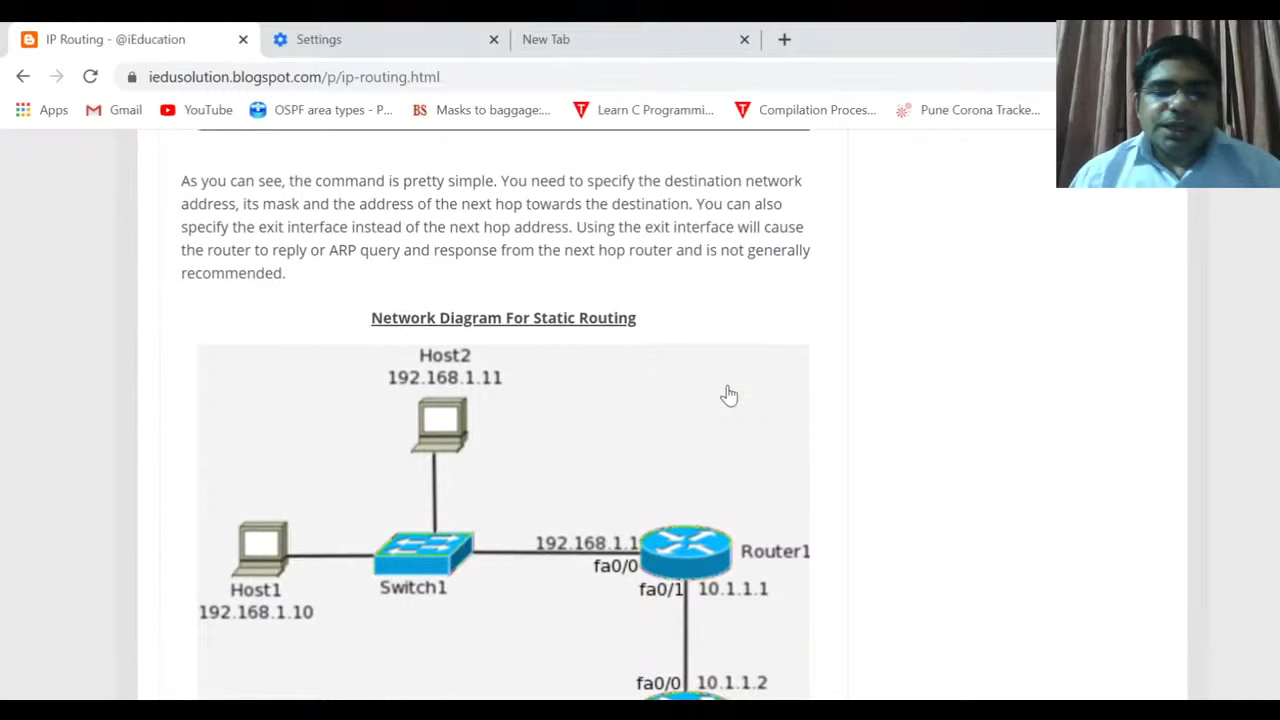 IP Routing - @iEducation
Settings
New Tab
iedusolution.blogspot.com/p/ip-routing.html
Apps
Gmail
YouTube
OSPF area types - P...
BS
Masks to baggage:...
T
Learn C Programmi...
T
Compilation Proces...
Pune Corona Tracke...
As you can see, the command is pretty simple. You need to specify the destination network
address, its mask and the address of the next hop towards the destination. You can also
specify the exit interface instead of the next hop address. Using the exit interface will cause
the router to reply or ARP query and response from the next hop router and is not generally
recommended.
Network Diagram For Static Routing
Host2
192.168.1.11
192.168.1.1
fa0/0
Router1
Host1
192.168.1.10
Switch1
fa0/1
10.1.1.1
fa0/0
10.1.1.2